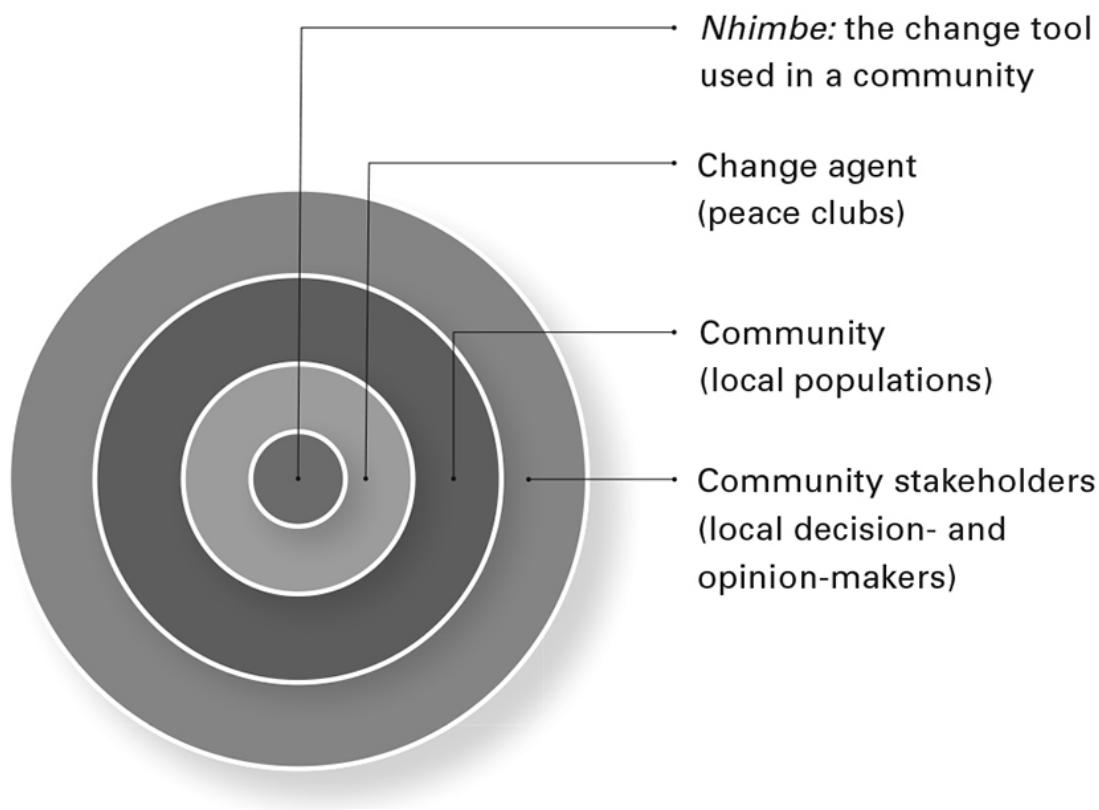 Nhimbe: the change tool
used in a community
Change agent
(peace clubs)
Community
(local populations)
Community stakeholders
(local decision- and
opinion-makers)